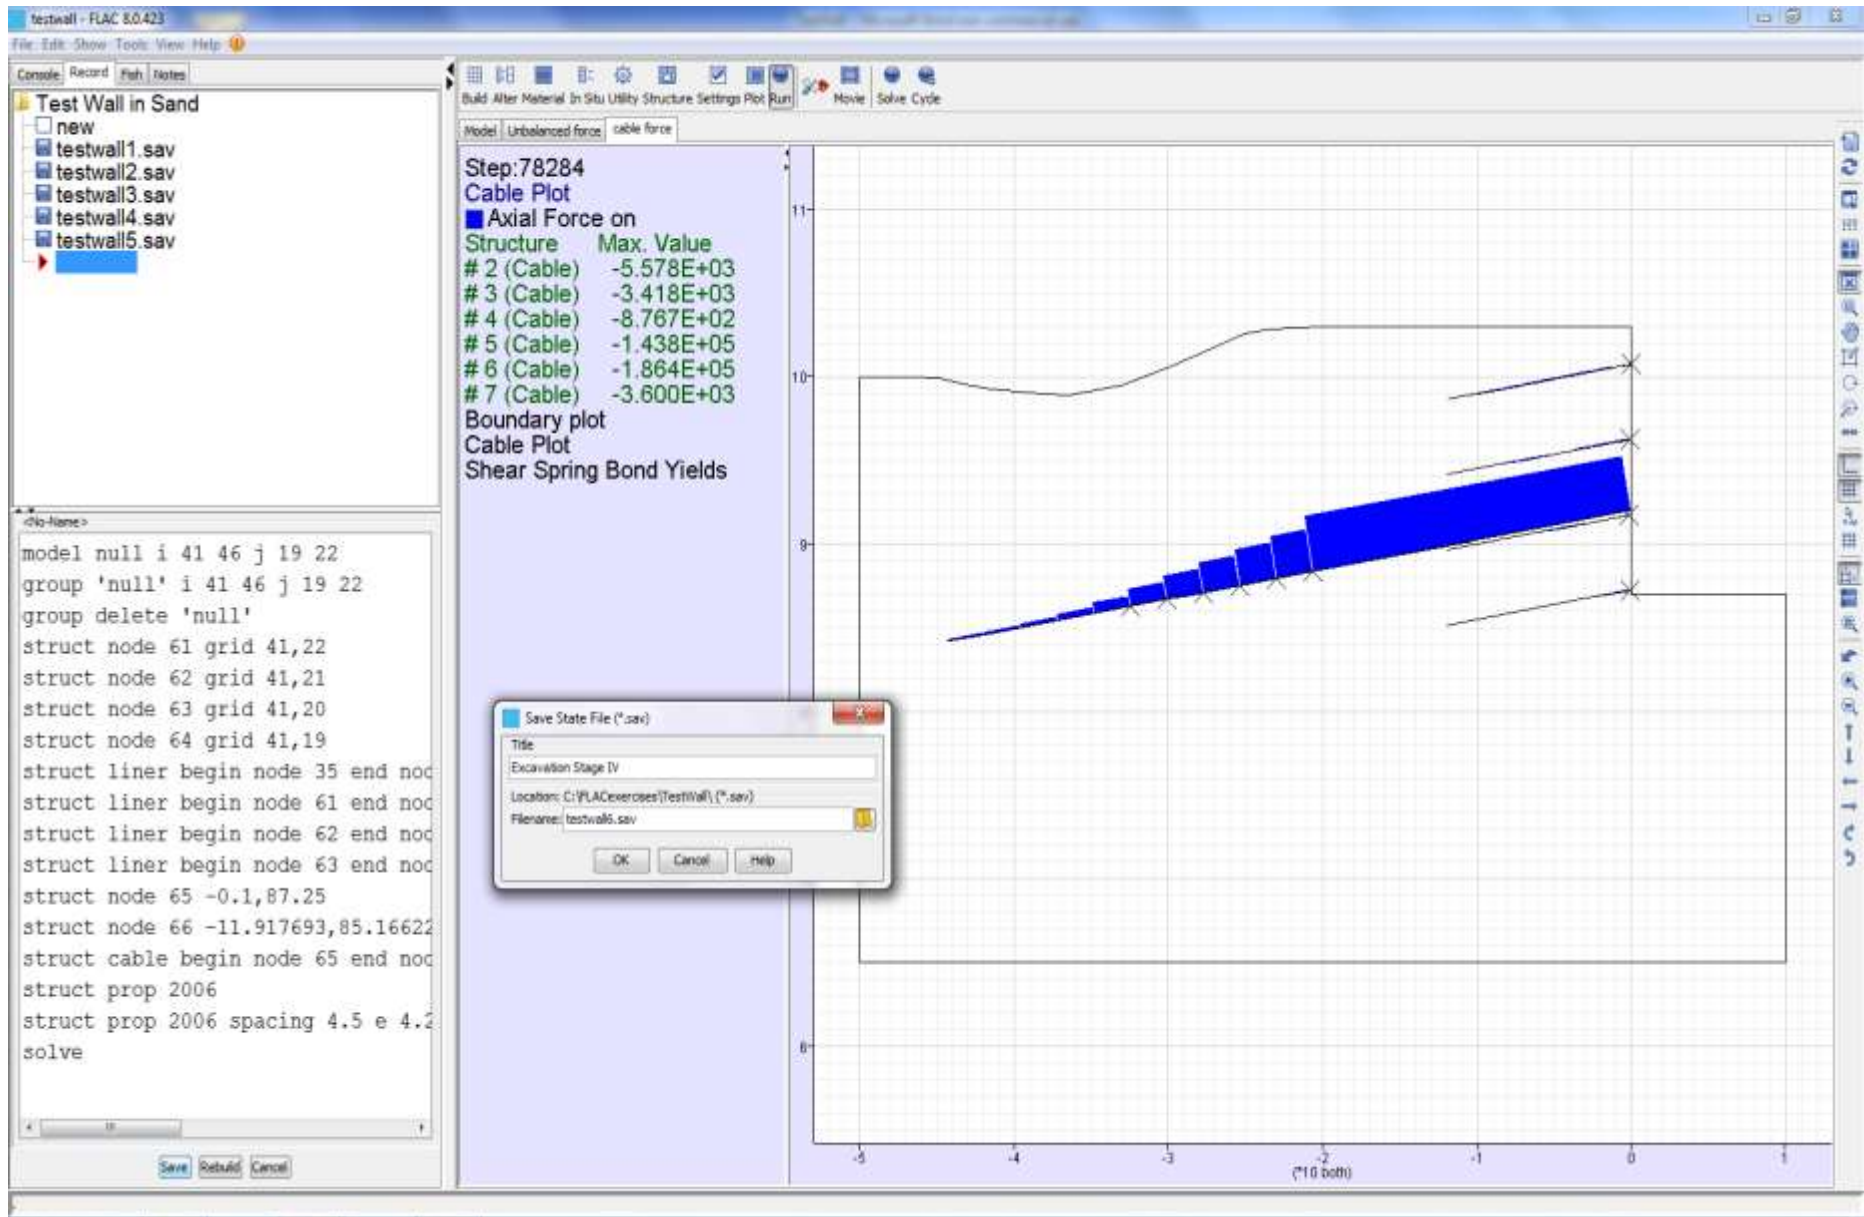 testwall - FLAC 8.0.423
File Edit Show Tools View Help
Console Record Fish Notes
Test Wall in Sand
new
testwall1.sav
testwall2.sav
testwall3.sav
testwall4.sav
testwall5.sav
<No-Name>
model null i 41 46 j 19 22
group 'null' i 41 46 j 19 22
group delete 'null'
struct node 61 grid 41,22
struct node 62 grid 41,21
struct node 63 grid 41,20
struct node 64 grid 41,19
struct liner begin node 35 end nod
struct liner begin node 61 end nod
struct liner begin node 62 end nod
struct liner begin node 63 end nod
struct node 65 -0.1,87.25
struct node 66 -11.917693,85.16622
struct cable begin node 65 end nod
struct prop 2006
struct prop 2006 spacing 4.5 e 4.2
solve
Save Rebuild Cancel
Build Alter Material In Situ Utility Structure Settings Plot Run Movie Solve Cycle
Model Unbalanced force cable force
Step:78284
Cable Plot
Axial Force on
Structure Max. Value
# 2 (Cable) -5.578E+03
# 3 (Cable) -3.418E+03
# 4 (Cable) -8.767E+02
# 5 (Cable) -1.438E+05
# 6 (Cable) -1.864E+05
# 7 (Cable) -3.600E+03
Boundary plot
Cable Plot
Shear Spring Bond Yields
11
10
9
6
-5 -4 -3 -2 -1 0 1
(*10 both)
Save State File (*.sav)
Title
Excavation Stage IV
Location: C:\FLACexercises\TestWall\ (*.sav)
Filename: testwall6.sav
OK Cancel Help